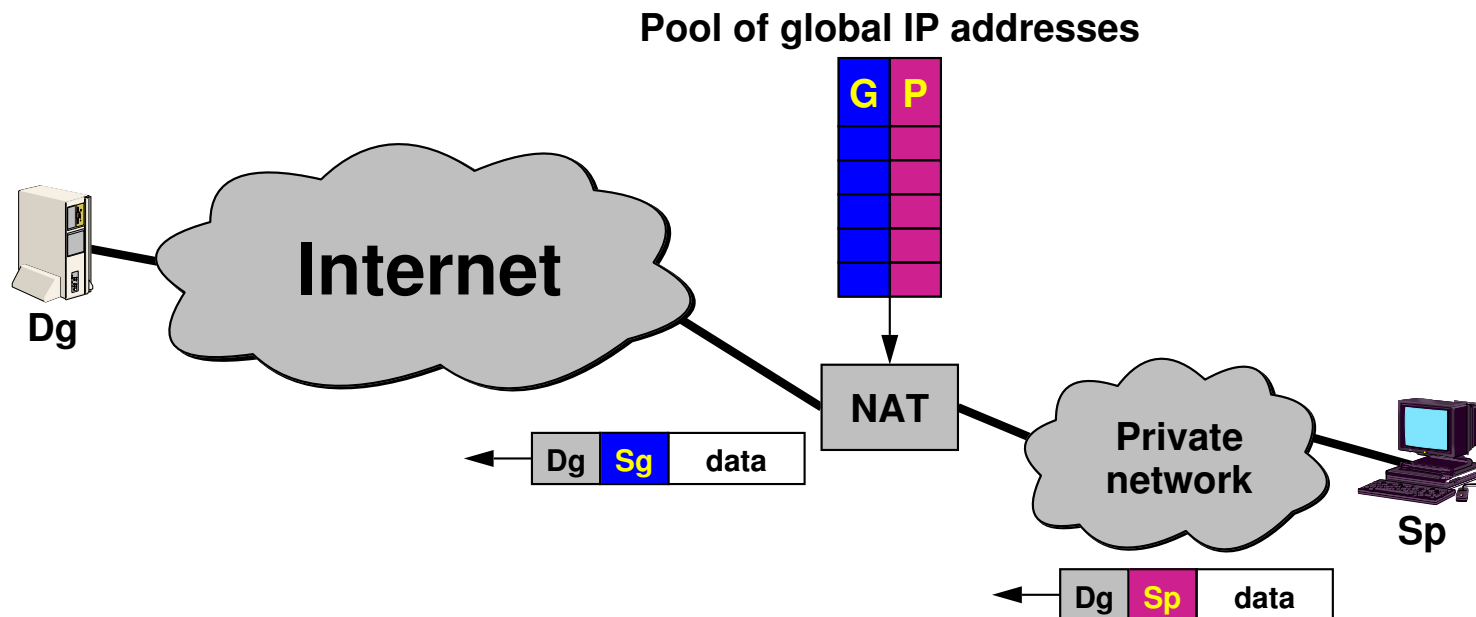 Pool of global IP addresses
G P
Internet
Dg
NAT
Private
network
Dg Sg data
Sp
Dg Sp data